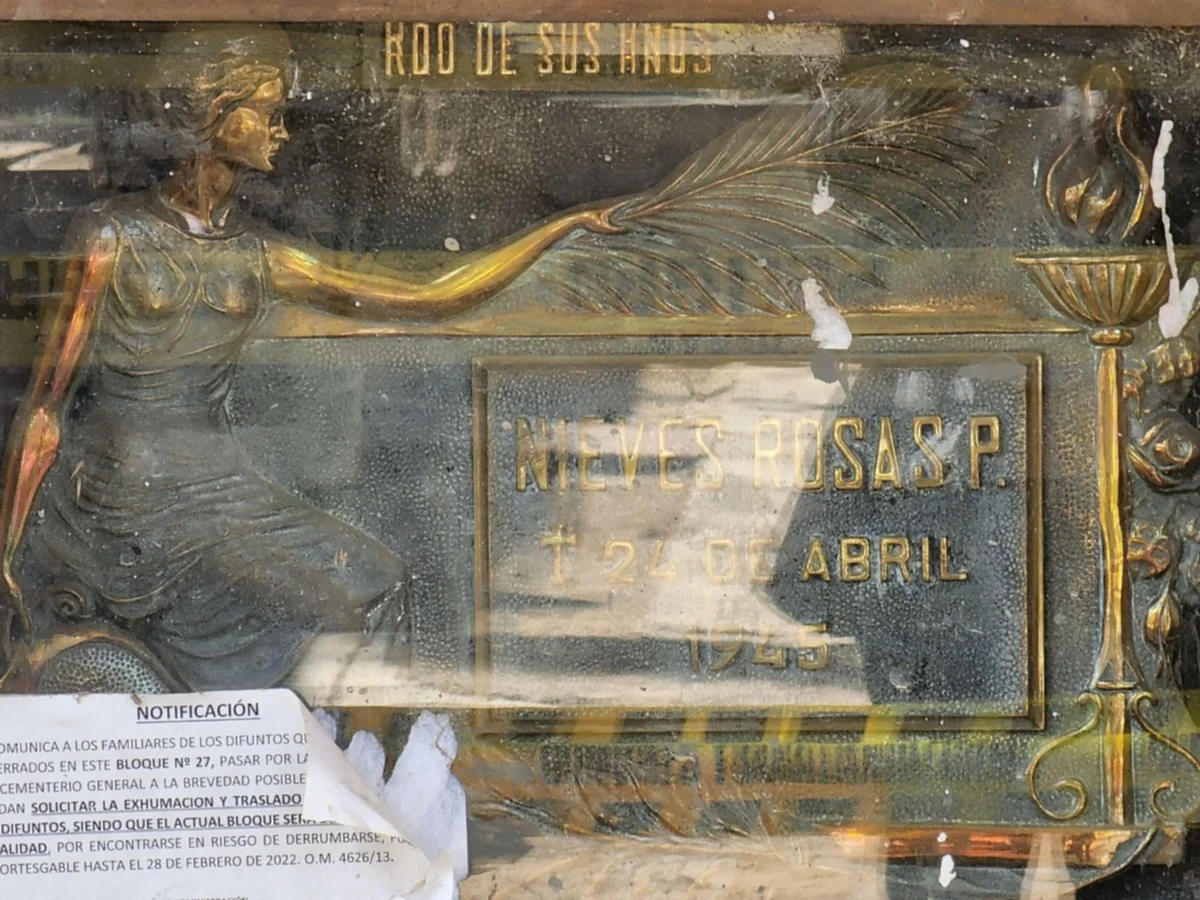 RDO DE SUS HNOS
NIEVES ROSAS P.
† 24 DE ABRIL
1945
NOTIFICACIÓN
OMUNICA A LOS FAMILIARES DE LOS DIFUNTOS QU
ERRADOS EN ESTE BLOQUE Nº 27, PASAR POR LA
CEMENTERIO GENERAL A LA BREVEDAD POSIBLE
DAN SOLICITAR LA EXHUMACION Y TRASLADO
DIFUNTOS, SIENDO QUE EL ACTUAL BLOQUE SERA
ALIDAD, POR ENCONTRARSE EN RIESGO DE DERRUMBARSE,
ORTESGABLE HASTA EL 28 DE FEBRERO DE 2022. O.M. 4626/13.